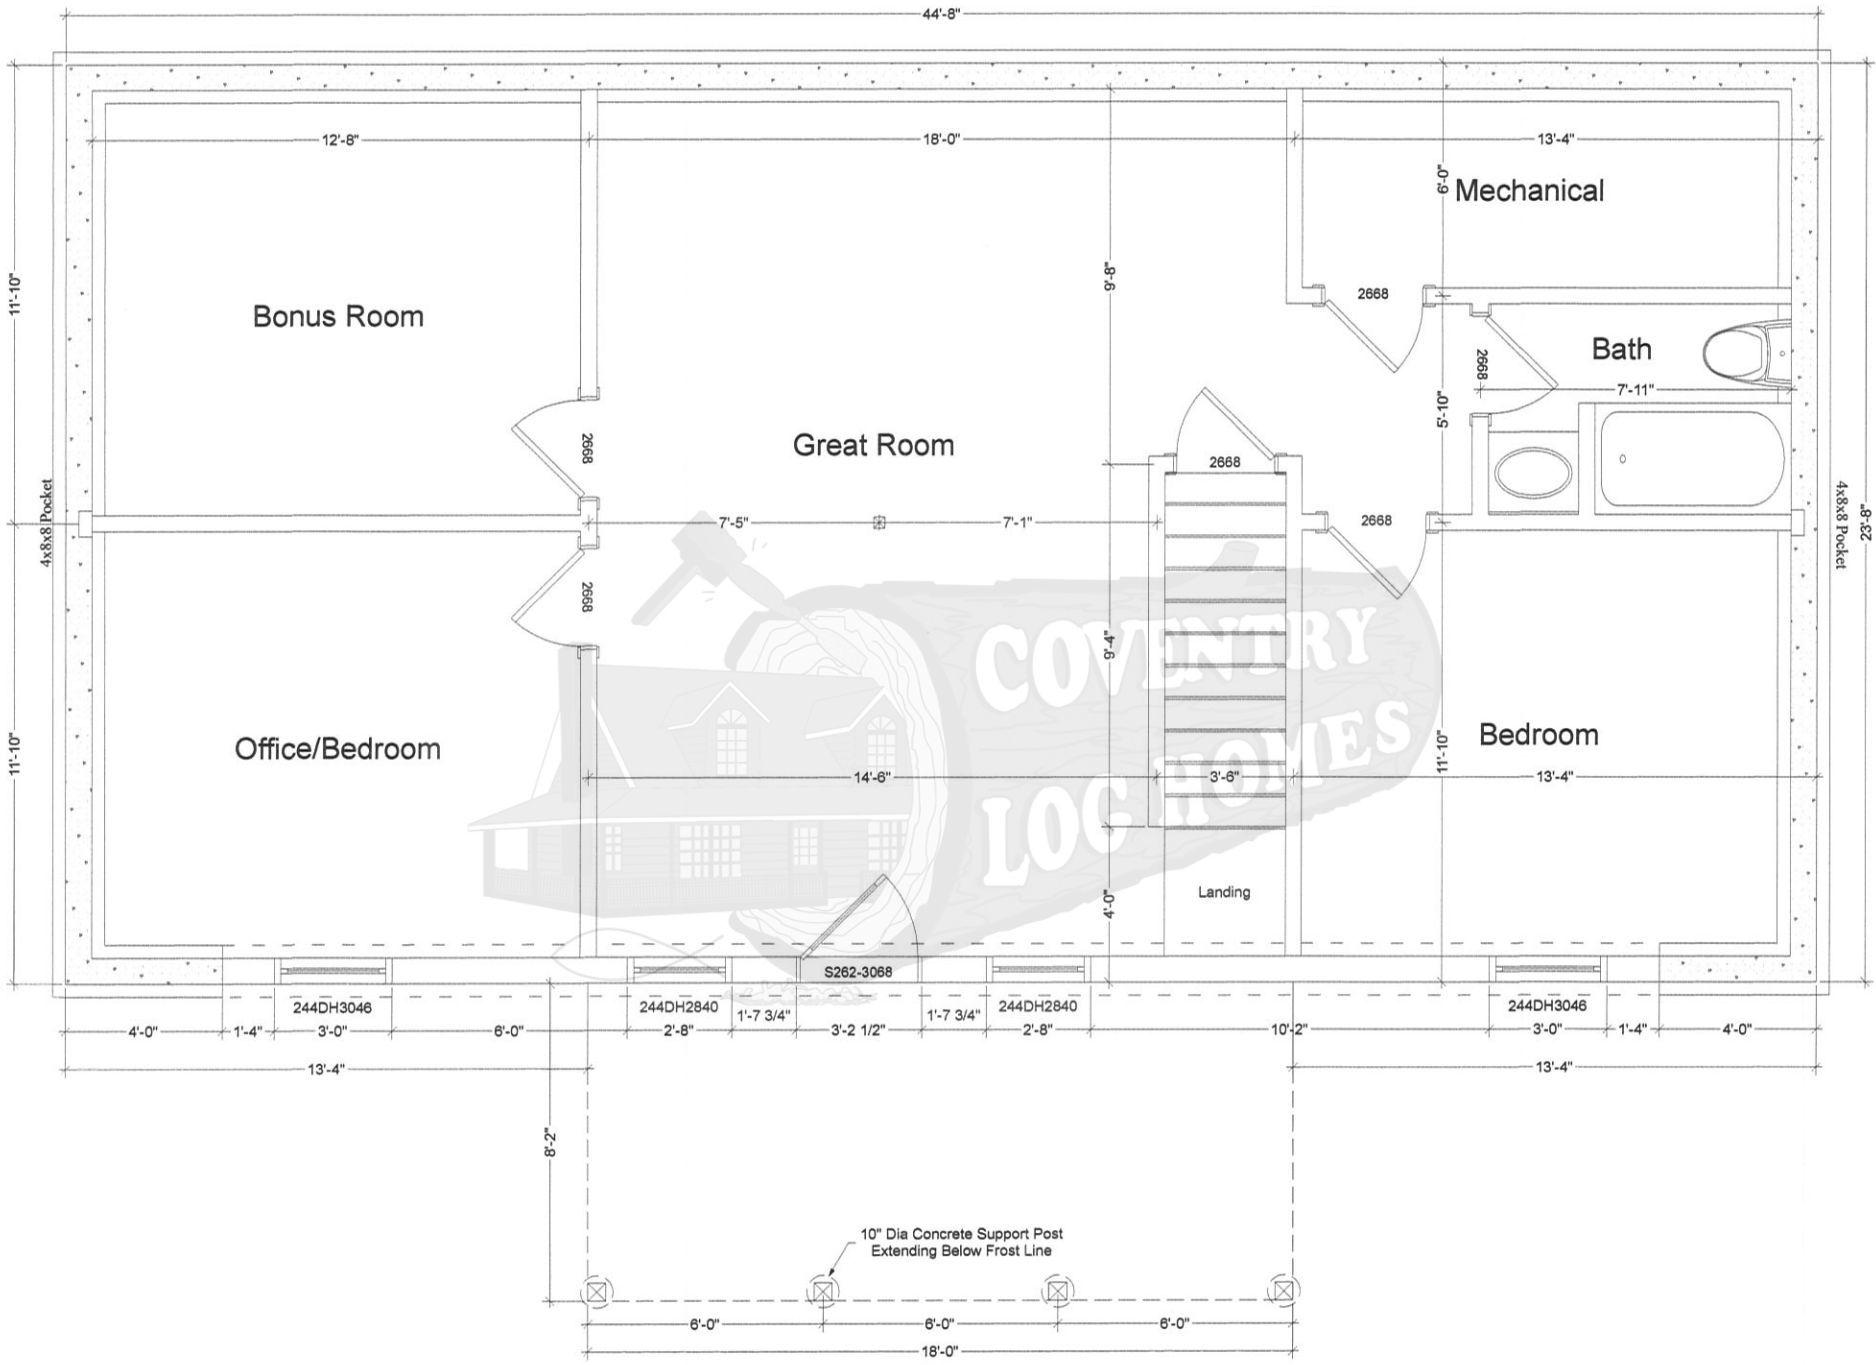 44'-8"
12'-8"
18'-0"
13'-4"
6'-0"
Mechanical
11'-10"
9'-8"
2668
Bonus Room
Bath
2668
7'-11"
5'-10"
2668
Great Room
2668
4x8x8 Pocket
7'-5"
7'-1"
2668
4x8x8 Pocket
23'-8"
2668
COVENTRY
LOG HOMES
9'-4"
11'-10"
Office/Bedroom
Bedroom
11'-10"
14'-6"
3'-6"
13'-4"
Landing
4'-0"
S262-3068
244DH3046
244DH2840
244DH2840
244DH3046
4'-0"
1'-4"
3'-0"
6'-0"
2'-8"
1'-7 3/4"
3'-2 1/2"
1'-7 3/4"
2'-8"
10'-2"
3'-0"
1'-4"
4'-0"
13'-4"
13'-4"
8'-2"
10" Dia Concrete Support Post
Extending Below Frost Line
6'-0"
6'-0"
6'-0"
18'-0"